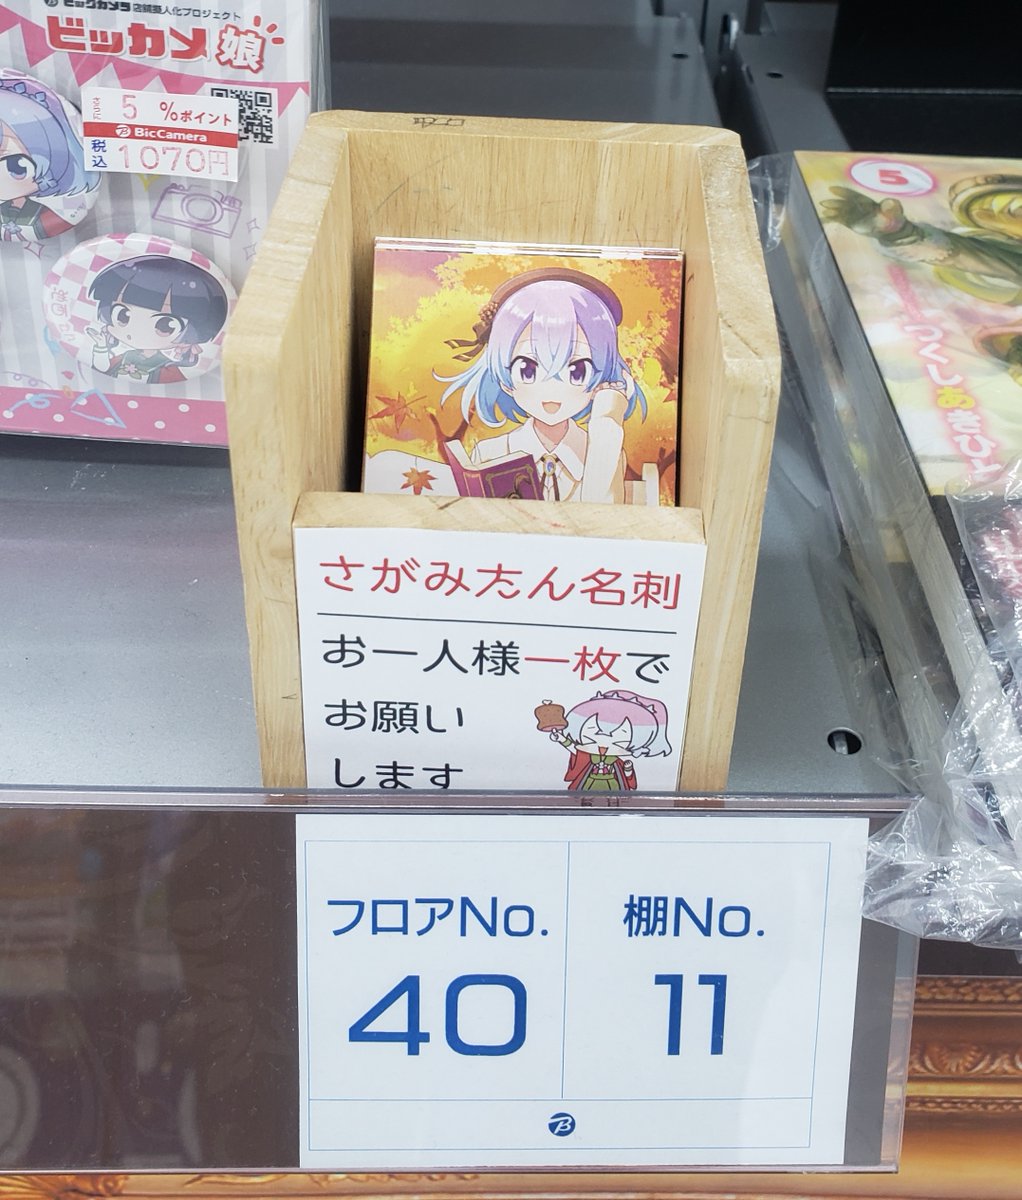 ビックカメラ 店舗擬人化プロジェクト
ビッカメ娘
さらに 5 %ポイント
BicCamera
税込 1070円
5
つくしあきひと
さがみたん名刺
お一人様一枚で
お願い
します
フロアNo. 棚No.
40 11
B